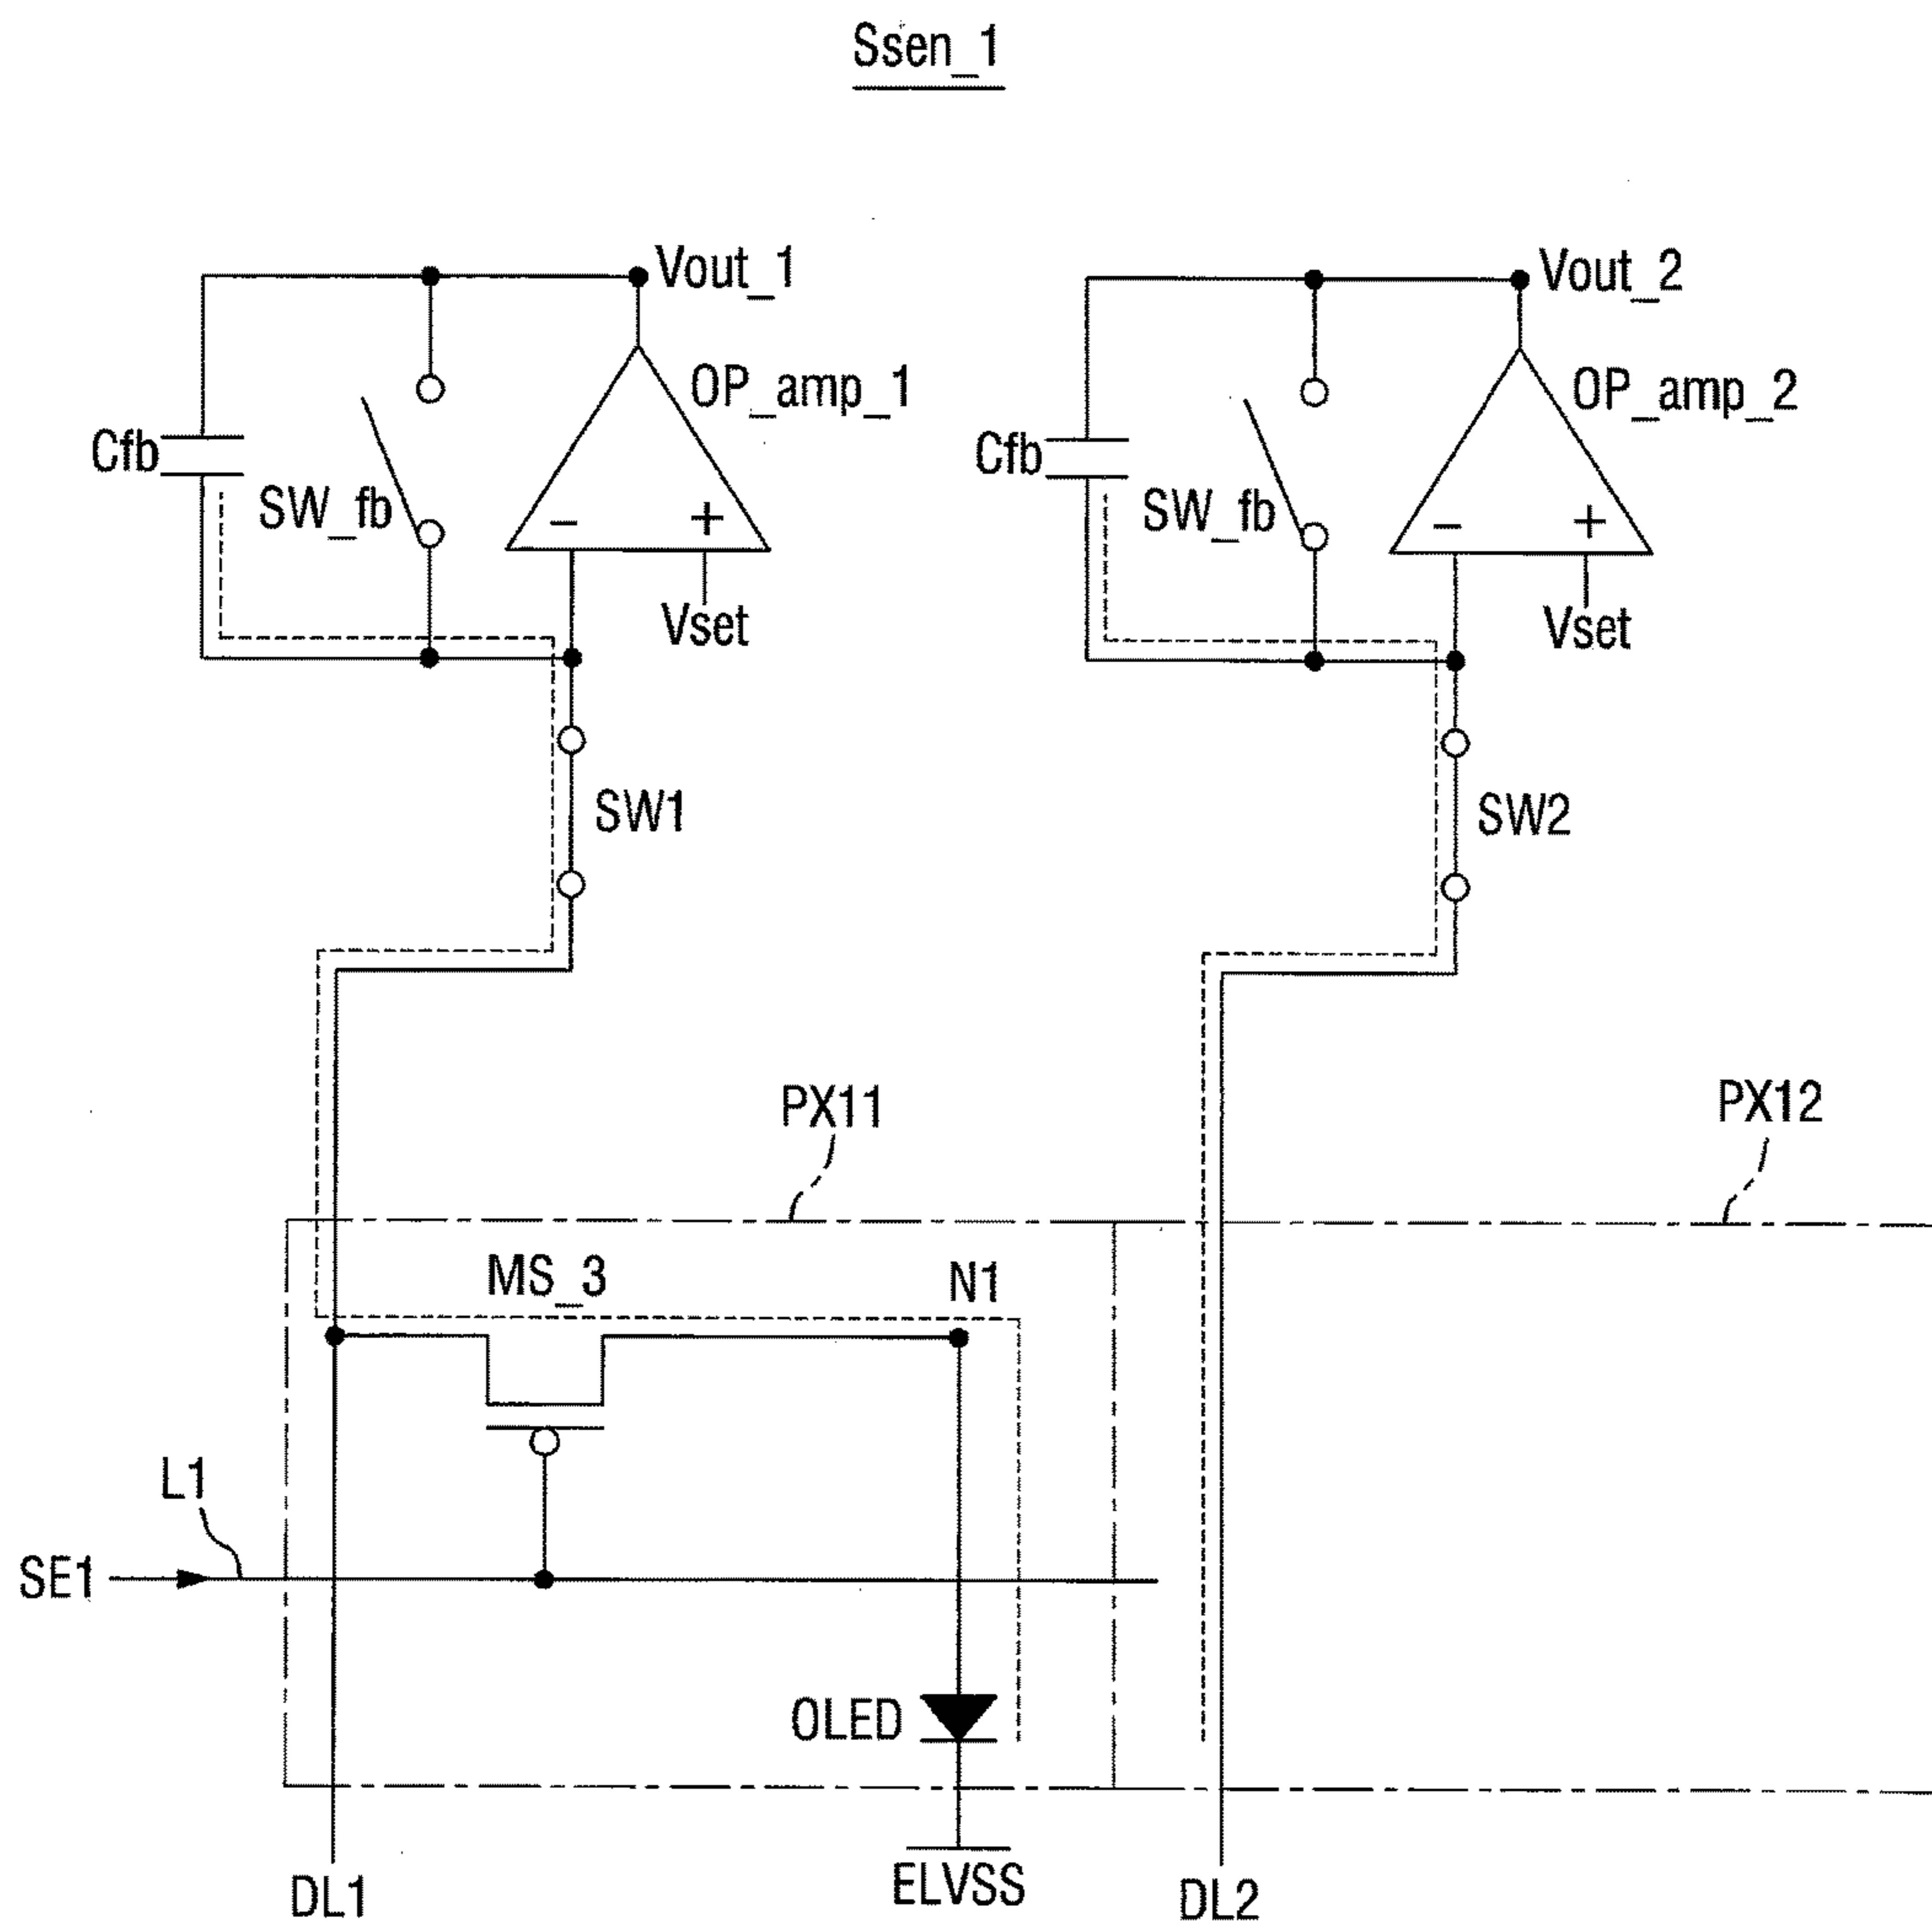 Ssen_1
Vout_1
Vout_2
OP_amp_1
OP_amp_2
Cfb
SW_fb
Cfb
SW_fb
− +
− +
Vset
Vset
SW1
SW2
PX11
PX12
MS_3
N1
L1
SE1
OLED
DL1
ELVSS
DL2